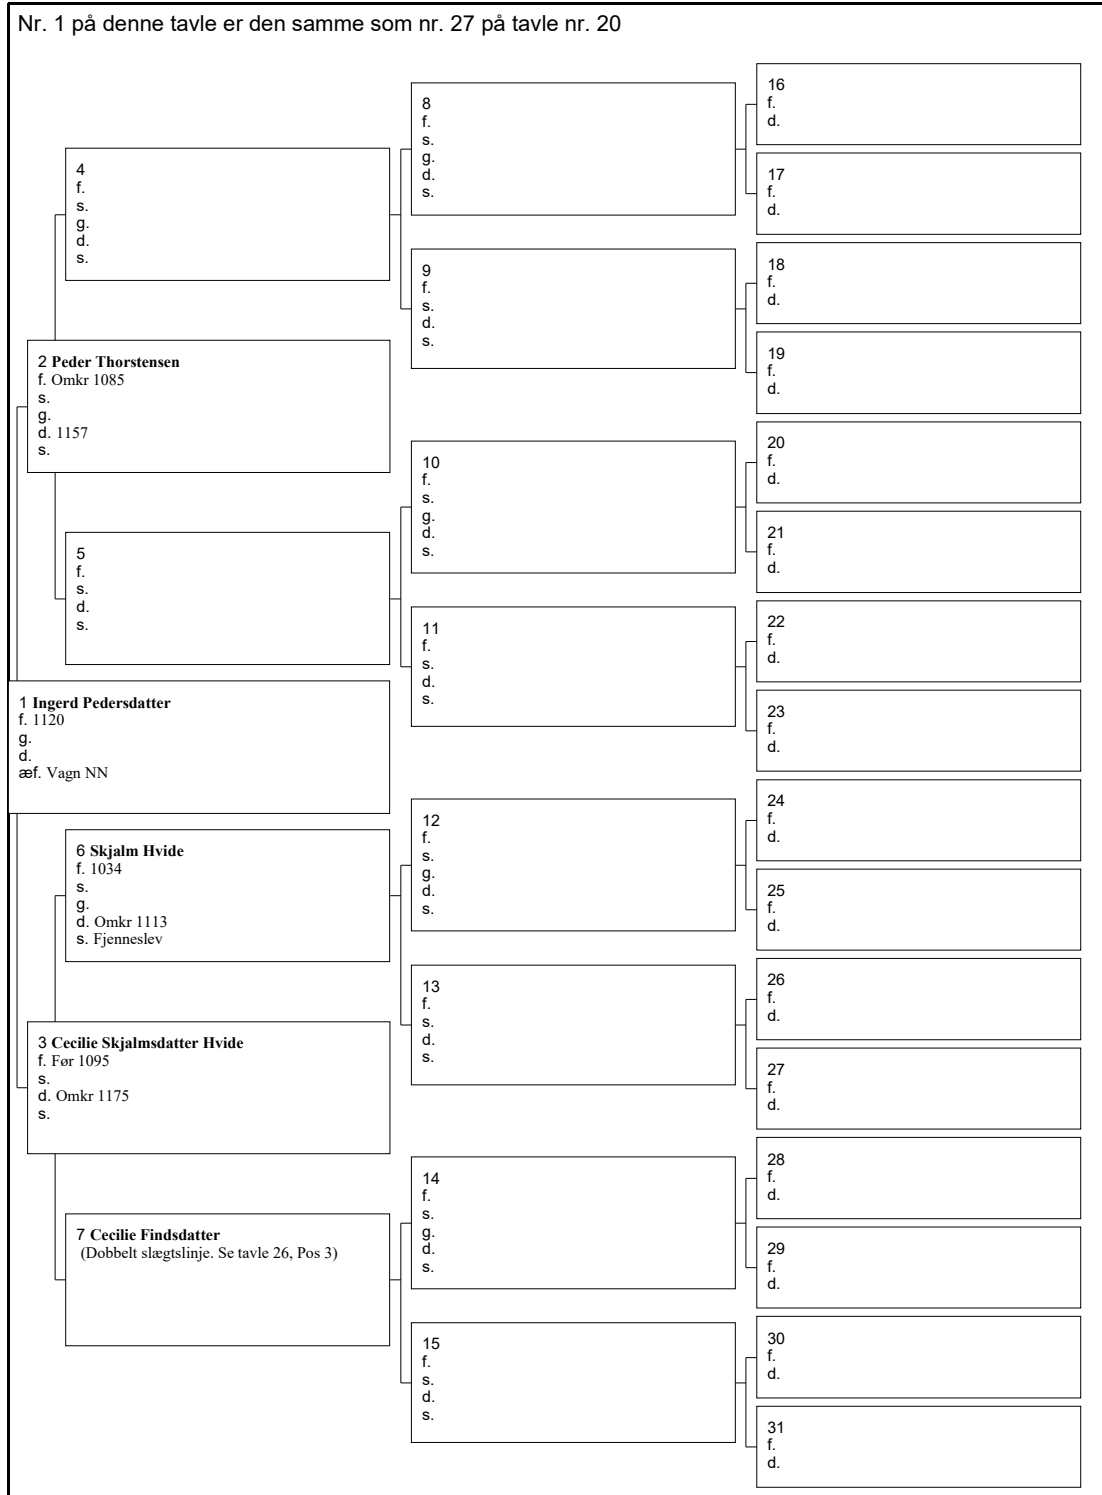 Nr. 1 på denne tavle er den samme som nr. 27 på tavle nr. 20
16
f.
d.
8
f.
s.
g.
d.
s.
17
f.
d.
4
f.
s.
g.
d.
s.
18
f.
d.
9
f.
s.
d.
s.
19
f.
d.
2 Peder Thorstensen
f. Omkr 1085
s.
g.
d. 1157
s.
20
f.
d.
10
f.
s.
g.
d.
s.
21
f.
d.
5
f.
s.
d.
s.
22
f.
d.
11
f.
s.
d.
s.
23
f.
d.
1 Ingerd Pedersdatter
f. 1120
g.
d.
æf. Vagn NN
24
f.
d.
12
f.
s.
g.
d.
s.
25
f.
d.
6 Skjalm Hvide
f. 1034
s.
g.
d. Omkr 1113
s. Fjenneslev
26
f.
d.
13
f.
s.
d.
s.
27
f.
d.
3 Cecilie Skjalmsdatter Hvide
f. Før 1095
s.
d. Omkr 1175
s.
28
f.
d.
14
f.
s.
g.
d.
s.
29
f.
d.
7 Cecilie Findsdatter
(Dobbelt slægtslinje. Se tavle 26, Pos 3)
30
f.
d.
15
f.
s.
d.
s.
31
f.
d.